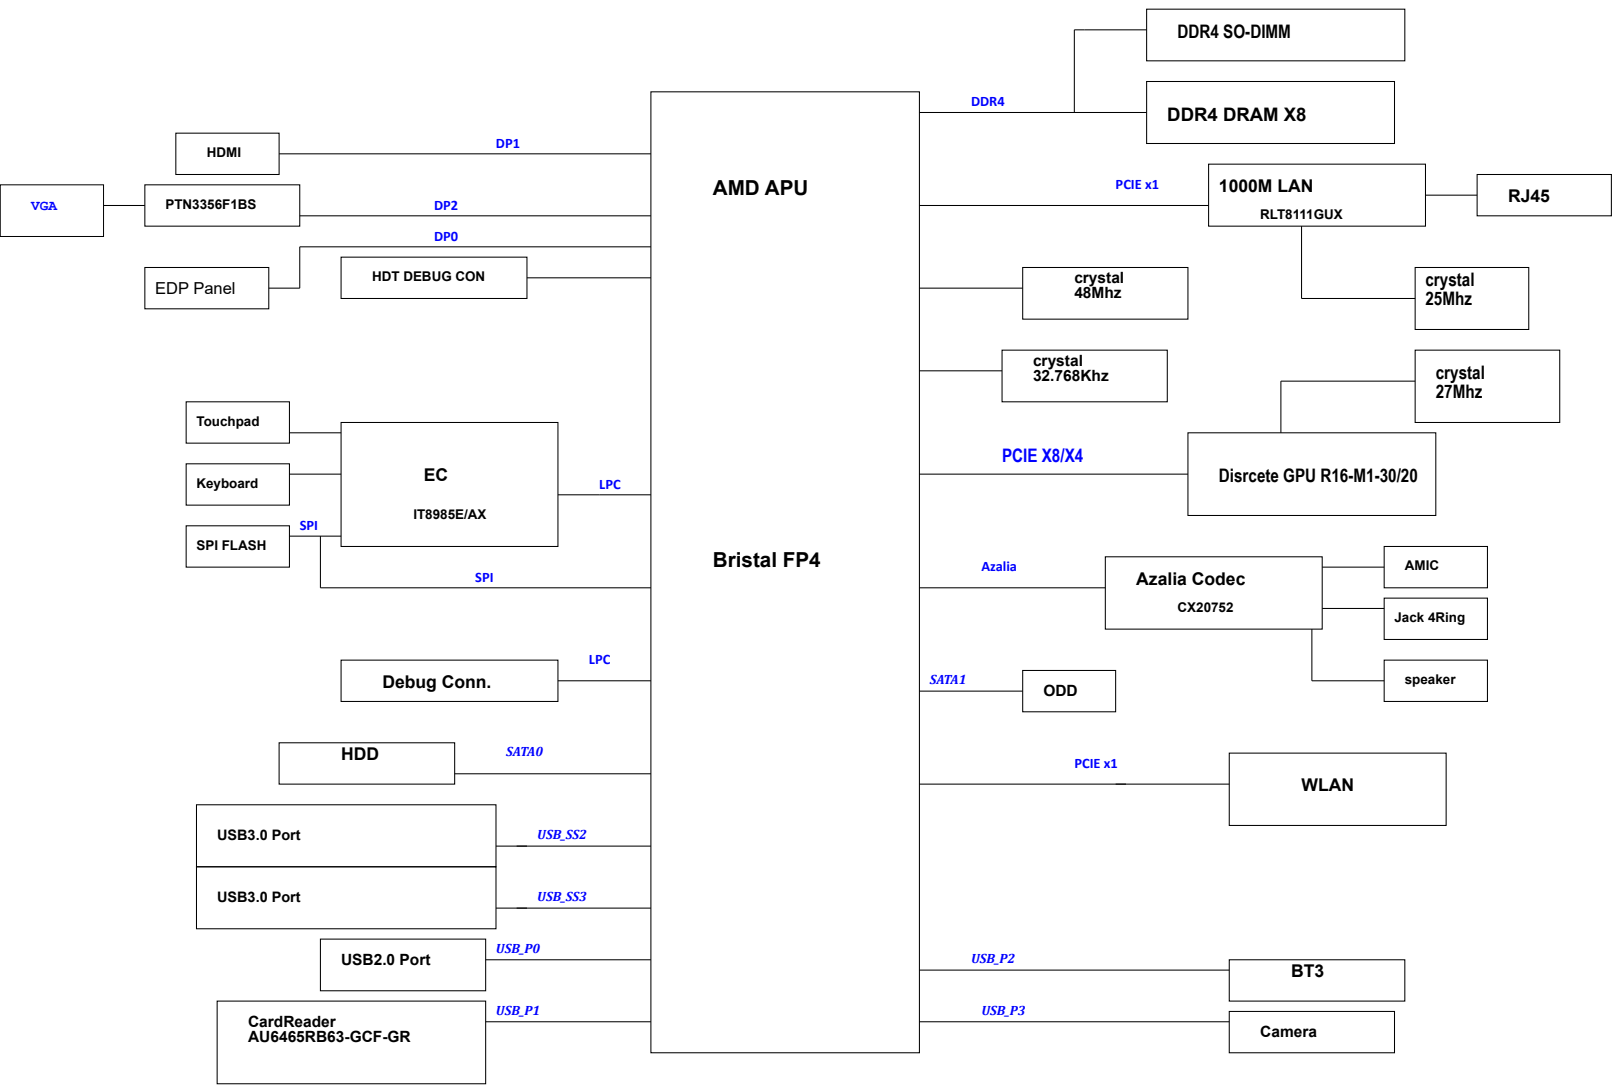 DDR4 SO-DIMM
DDR4
DDR4 DRAM X8
HDMI
DP1
AMD APU
PCIE x1
1000M LAN
RLT8111GUX
RJ45
VGA
PTN3356F1BS
DP2
DP0
EDP Panel
HDT DEBUG CON
crystal
48Mhz
crystal
25Mhz
crystal
32.768Khz
crystal
27Mhz
Touchpad
Keyboard
SPI FLASH
SPI
EC
IT8985E/AX
LPC
SPI
PCIE X8/X4
Disrcete GPU R16-M1-30/20
Bristal FP4
Azalia
Azalia Codec
CX20752
AMIC
Jack 4Ring
speaker
Debug Conn.
LPC
SATA1
ODD
HDD
SATA0
PCIE x1
WLAN
USB3.0 Port
USB_SS2
USB3.0 Port
USB_SS3
USB2.0 Port
USB_P0
USB_P2
BT3
CardReader
AU6465RB63-GCF-GR
USB_P1
USB_P3
Camera